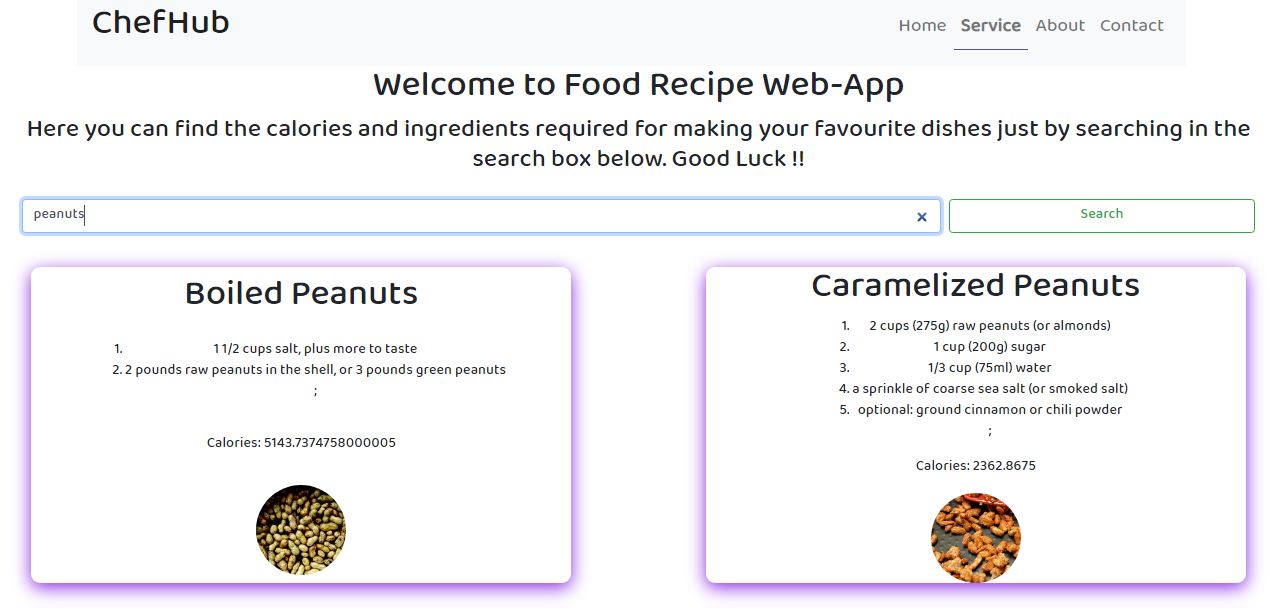 ChefHub
Home Service About Contact
Welcome to Food Recipe Web-App
Here you can find the calories and ingredients required for making your favourite dishes just by searching in the
search box below. Good Luck !!
peanuts
Search
Boiled Peanuts
1. 1 1/2 cups salt, plus more to taste
2. 2 pounds raw peanuts in the shell, or 3 pounds green peanuts
;
Calories: 5143.7374758000005
Caramelized Peanuts
1. 2 cups (275g) raw peanuts (or almonds)
2. 1 cup (200g) sugar
3. 1/3 cup (75ml) water
4. a sprinkle of coarse sea salt (or smoked salt)
5. optional: ground cinnamon or chili powder
;
Calories: 2362.8675